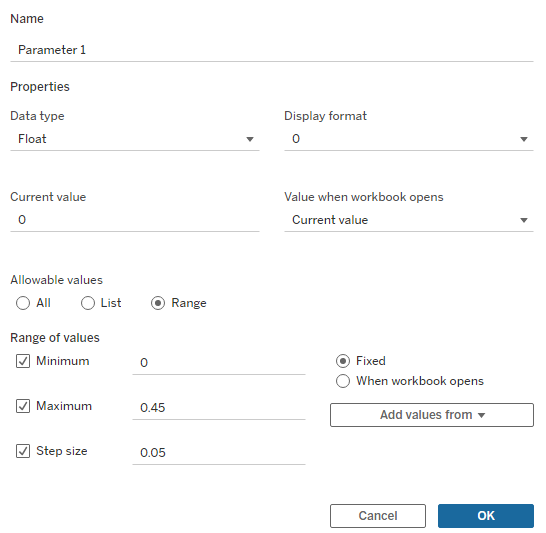 Name
Parameter 1
Properties
Data type
Display format
Float
0
Current value
Value when workbook opens
0
Current value
Allowable values
All
List
Range
Range of values
Minimum
0
Fixed
When workbook opens
Maximum
0.45
Add values from
Step size
0.05
Cancel
OK